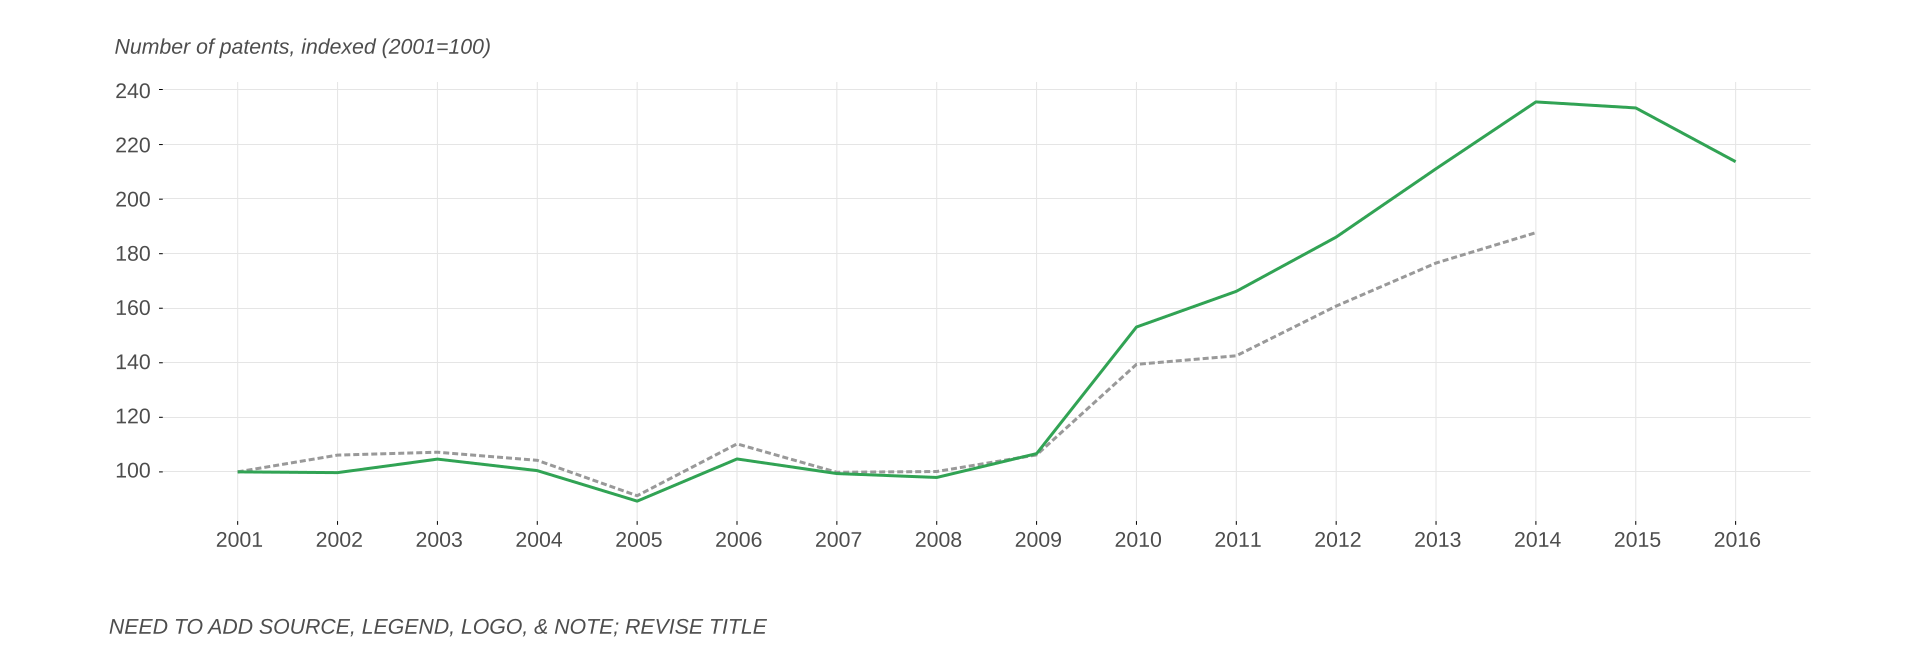 Number of patents, indexed (2001=100)
240
220
200
180
160
140
120
100
2001 2002 2003 2004 2005 2006 2007 2008 2009 2010 2011 2012 2013 2014 2015 2016
NEED TO ADD SOURCE, LEGEND, LOGO, & NOTE; REVISE TITLE